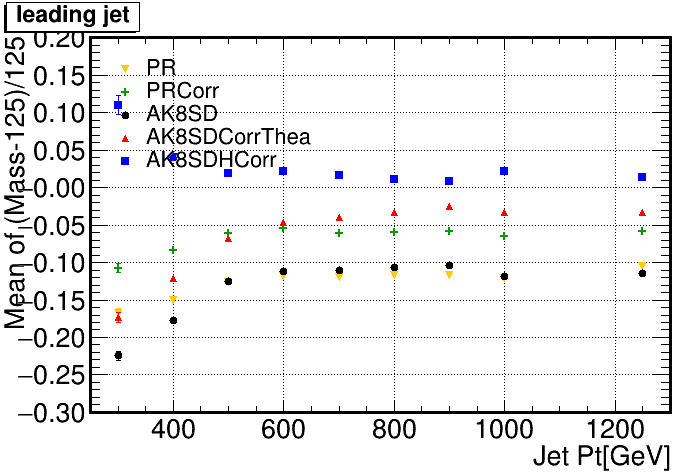 leading jet
Mean of (Mass-125)/125
0.20
0.15
0.10
0.05
−0.00
−0.05
−0.10
−0.15
−0.20
−0.25
−0.30
PR
PRCorr
AK8SD
AK8SDCorrThea
AK8SDHCorr
400 600 800 1000 1200
Jet Pt[GeV]